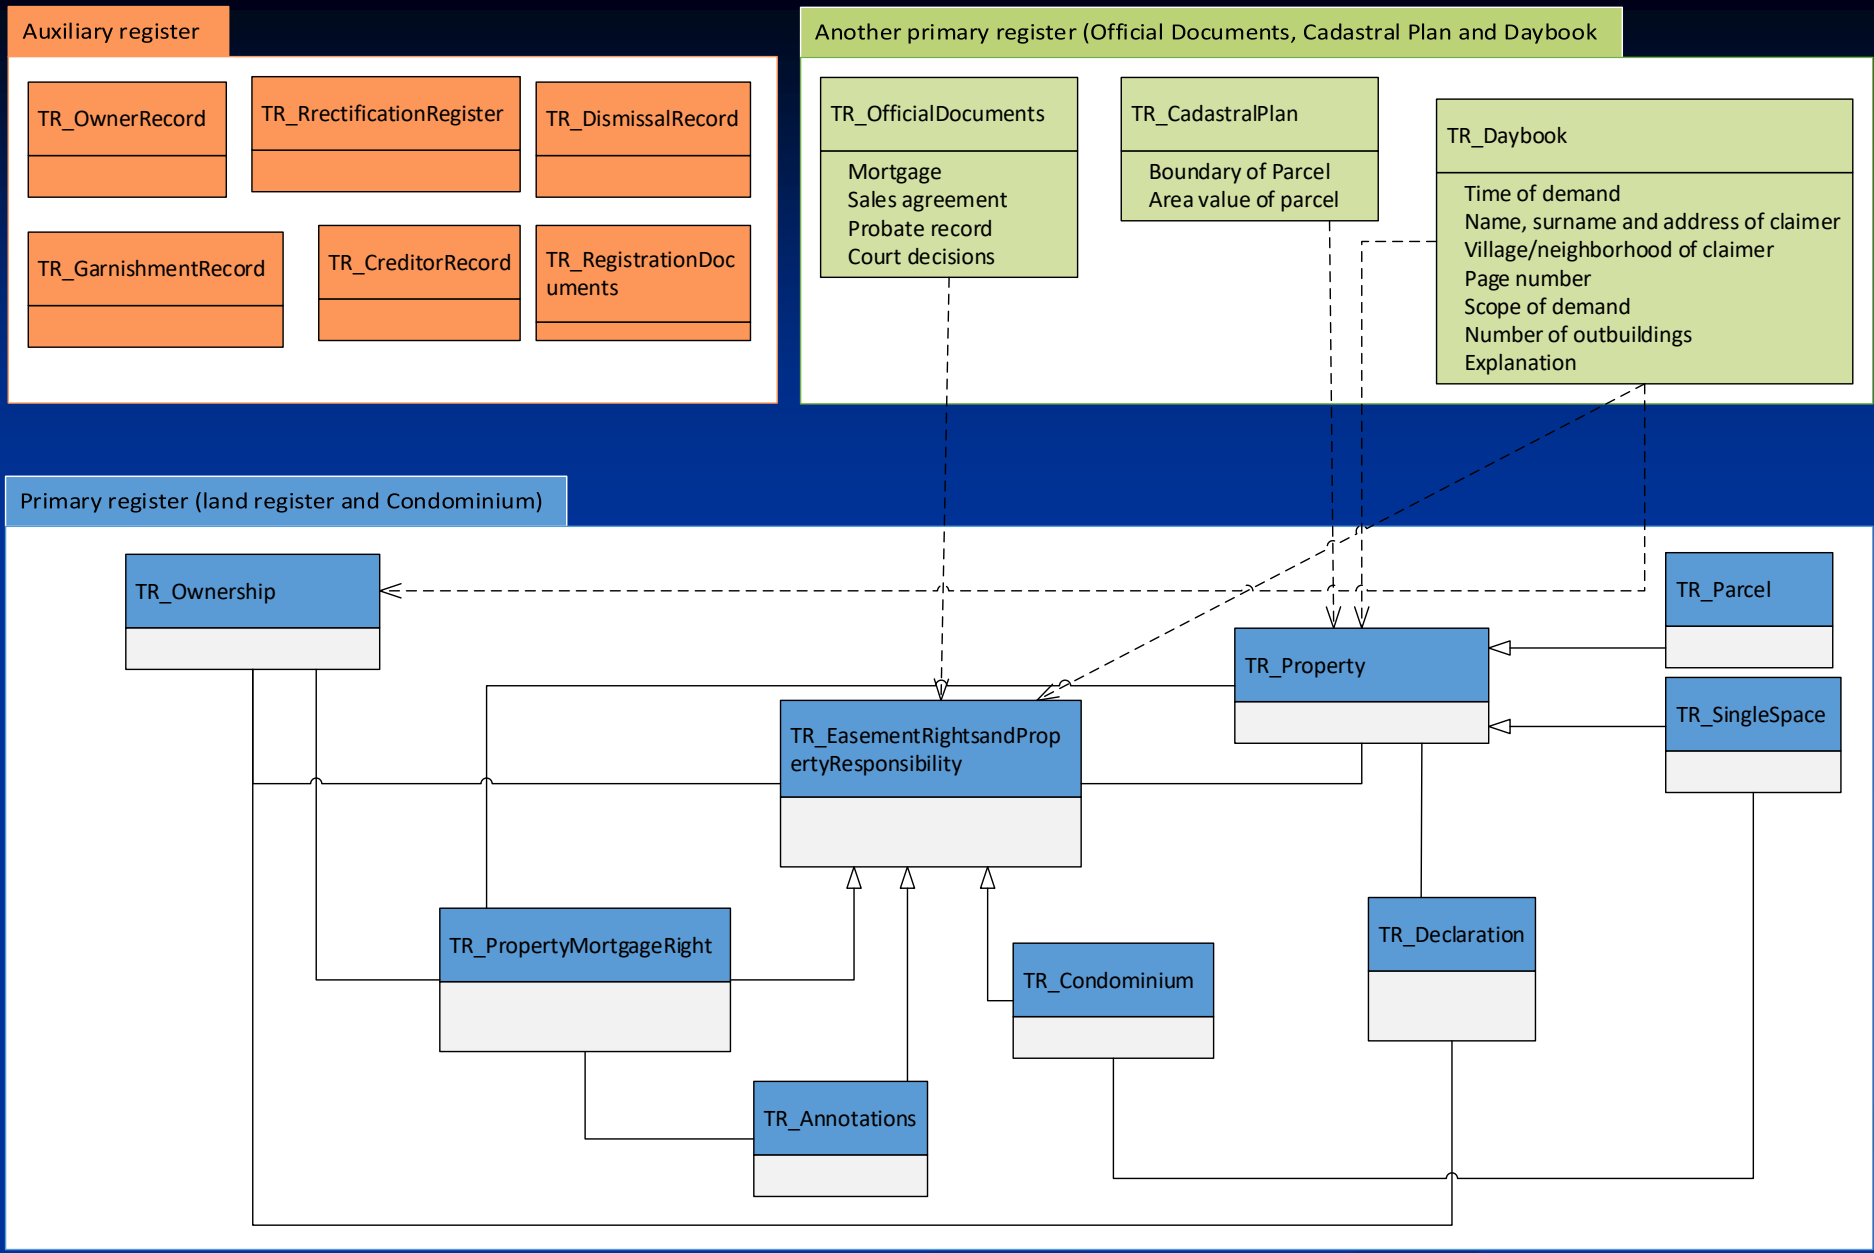 Auxiliary register
TR_OwnerRecord
TR_RrectificationRegister
TR_DismissalRecord
TR_GarnishmentRecord
TR_CreditorRecord
TR_RegistrationDoc
uments
Another primary register (Official Documents, Cadastral Plan and Daybook
TR_OfficialDocuments
Mortgage
Sales agreement
Probate record
Court decisions
TR_CadastralPlan
Boundary of Parcel
Area value of parcel
TR_Daybook
Time of demand
Name, surname and address of claimer
Village/neighborhood of claimer
Page number
Scope of demand
Number of outbuildings
Explanation
Primary register (land register and Condominium)
TR_Ownership
TR_Parcel
TR_Property
TR_SingleSpace
TR_EasementRightsandProp
ertyResponsibility
TR_PropertyMortgageRight
TR_Condominium
TR_Declaration
TR_Annotations